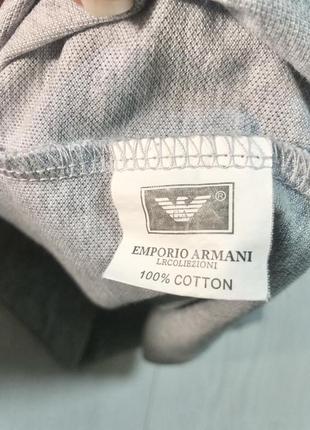 ®
EMPORIO ARMANI
LRCOLIEZIONI
100% COTTON